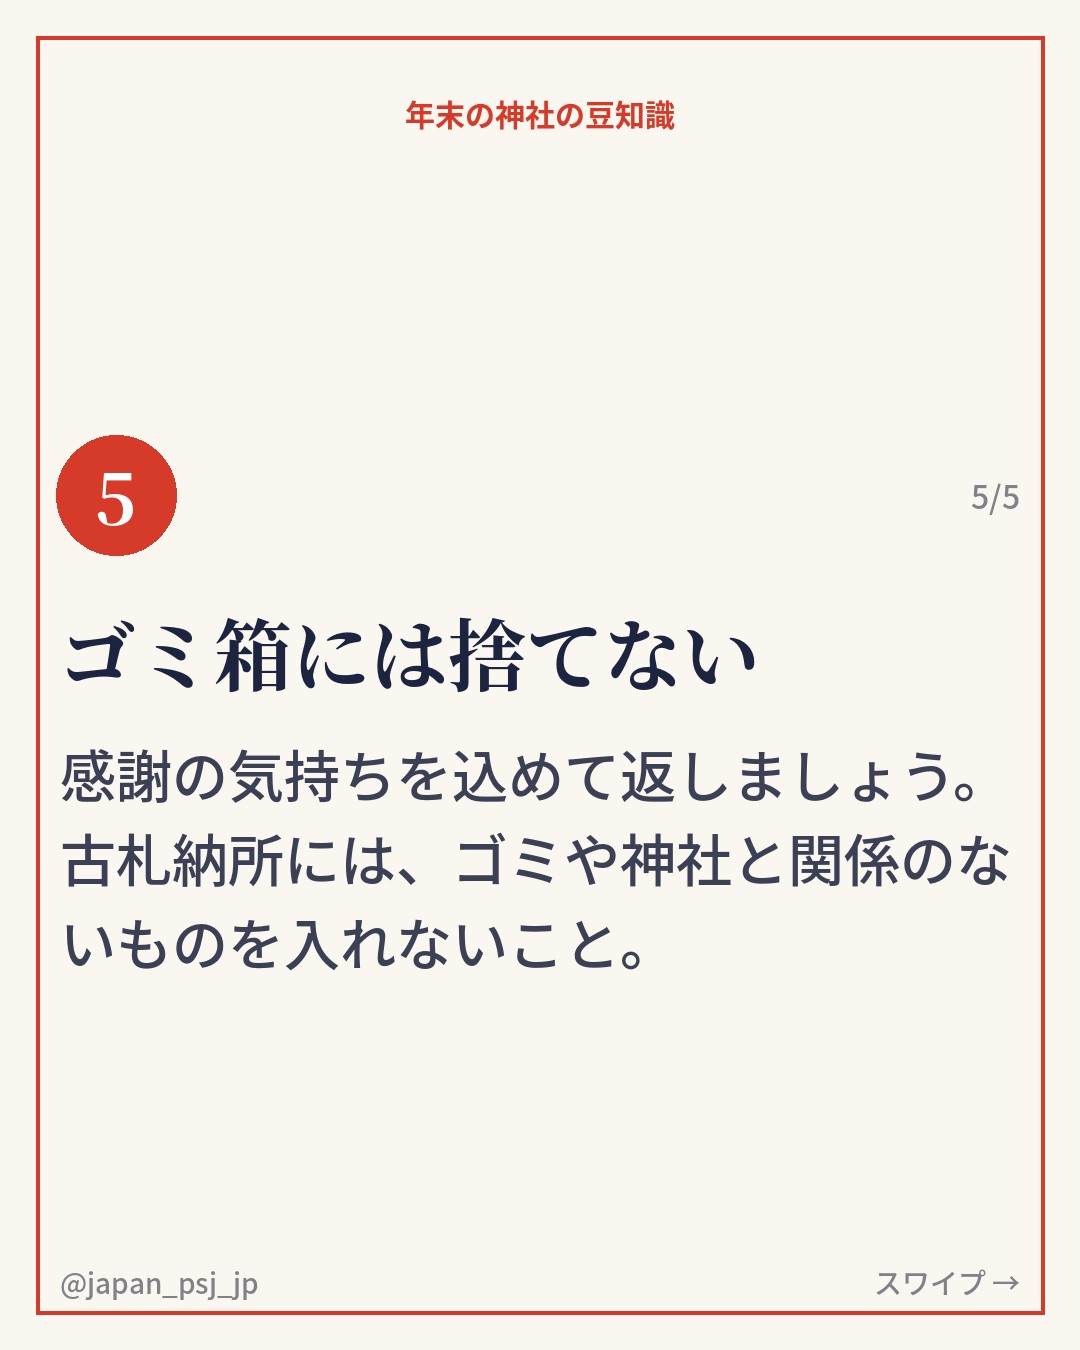 年末の神社の豆知識
5
5/5
ゴミ箱には捨てない
感謝の気持ちを込めて返しましょう。
古札納所には、ゴミや神社と関係のな
いものを入れないこと。
@japan_psj_jp
スワイプ →